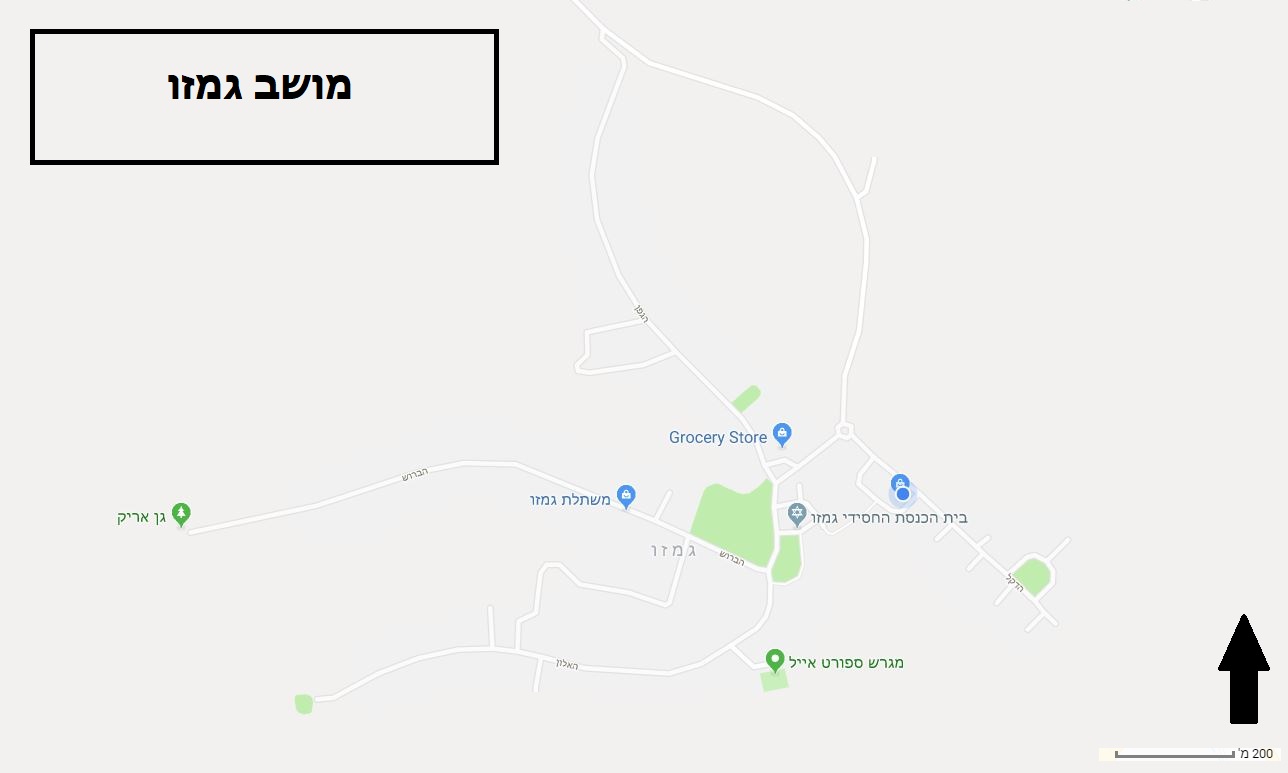 מושב גמזו
הגפן
Grocery Store
הברוש
משתלת גמזו
גן אריק
בית הכנסת החסידי גמזו
גמזו
הברוש
הדקל
האלון
מגרש ספורט אייל
200 מ'